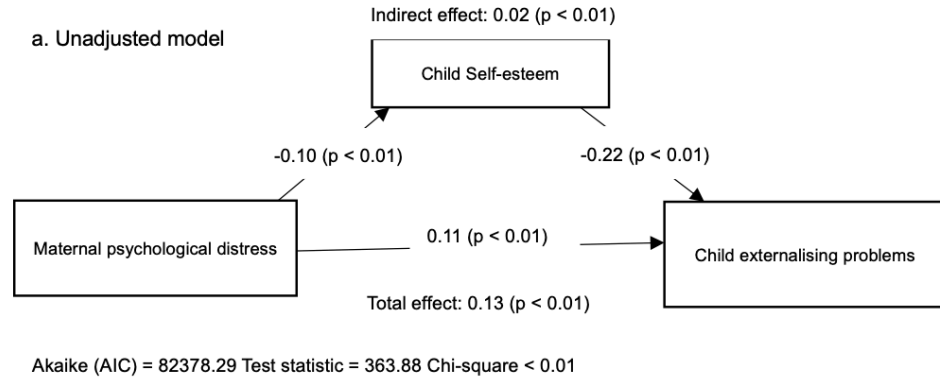 Indirect effect: 0.02 (p < 0.01)
a. Unadjusted model
Child Self-esteem
-0.10 (p < 0.01)
-0.22 (p < 0.01)
Maternal psychological distress
0.11 (p < 0.01)
Child externalising problems
Total effect: 0.13 (p < 0.01)
Akaike (AIC) = 82378.29 Test statistic = 363.88 Chi-square < 0.01